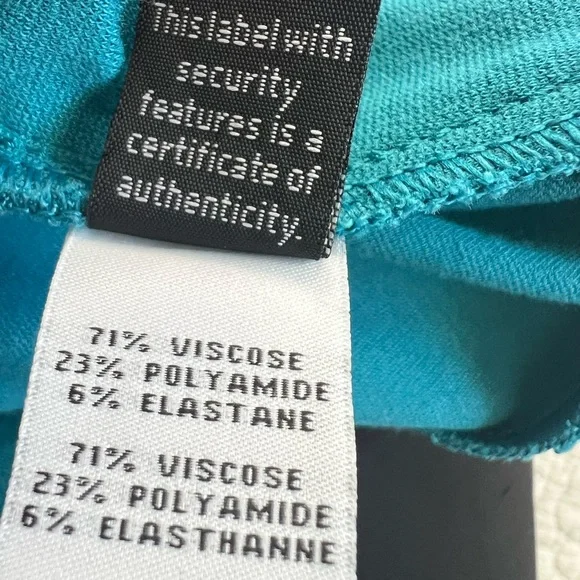 This label with
security
features is a
certificate of
authenticity.
71% VISCOSE
23% POLYAMIDE
6% ELASTANE
71% VISCOSE
23% POLYAMIDE
6% ELASTHANNE